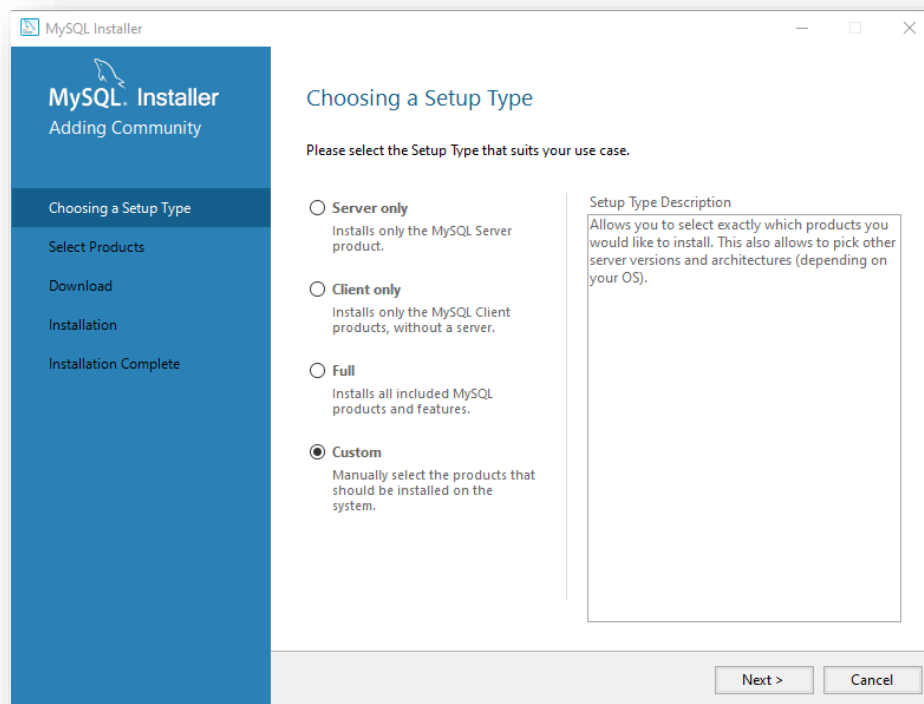 MySQL Installer
MySQL. Installer
Adding Community
Choosing a Setup Type
Select Products
Download
Installation
Installation Complete
Choosing a Setup Type
Please select the Setup Type that suits your use case.
Server only
Installs only the MySQL Server
product.
Client only
Installs only the MySQL Client
products, without a server.
Full
Installs all included MySQL
products and features.
Custom
Manually select the products that
should be installed on the
system.
Setup Type Description
Allows you to select exactly which products you
would like to install. This also allows to pick other
server versions and architectures (depending on
your OS).
Next >
Cancel